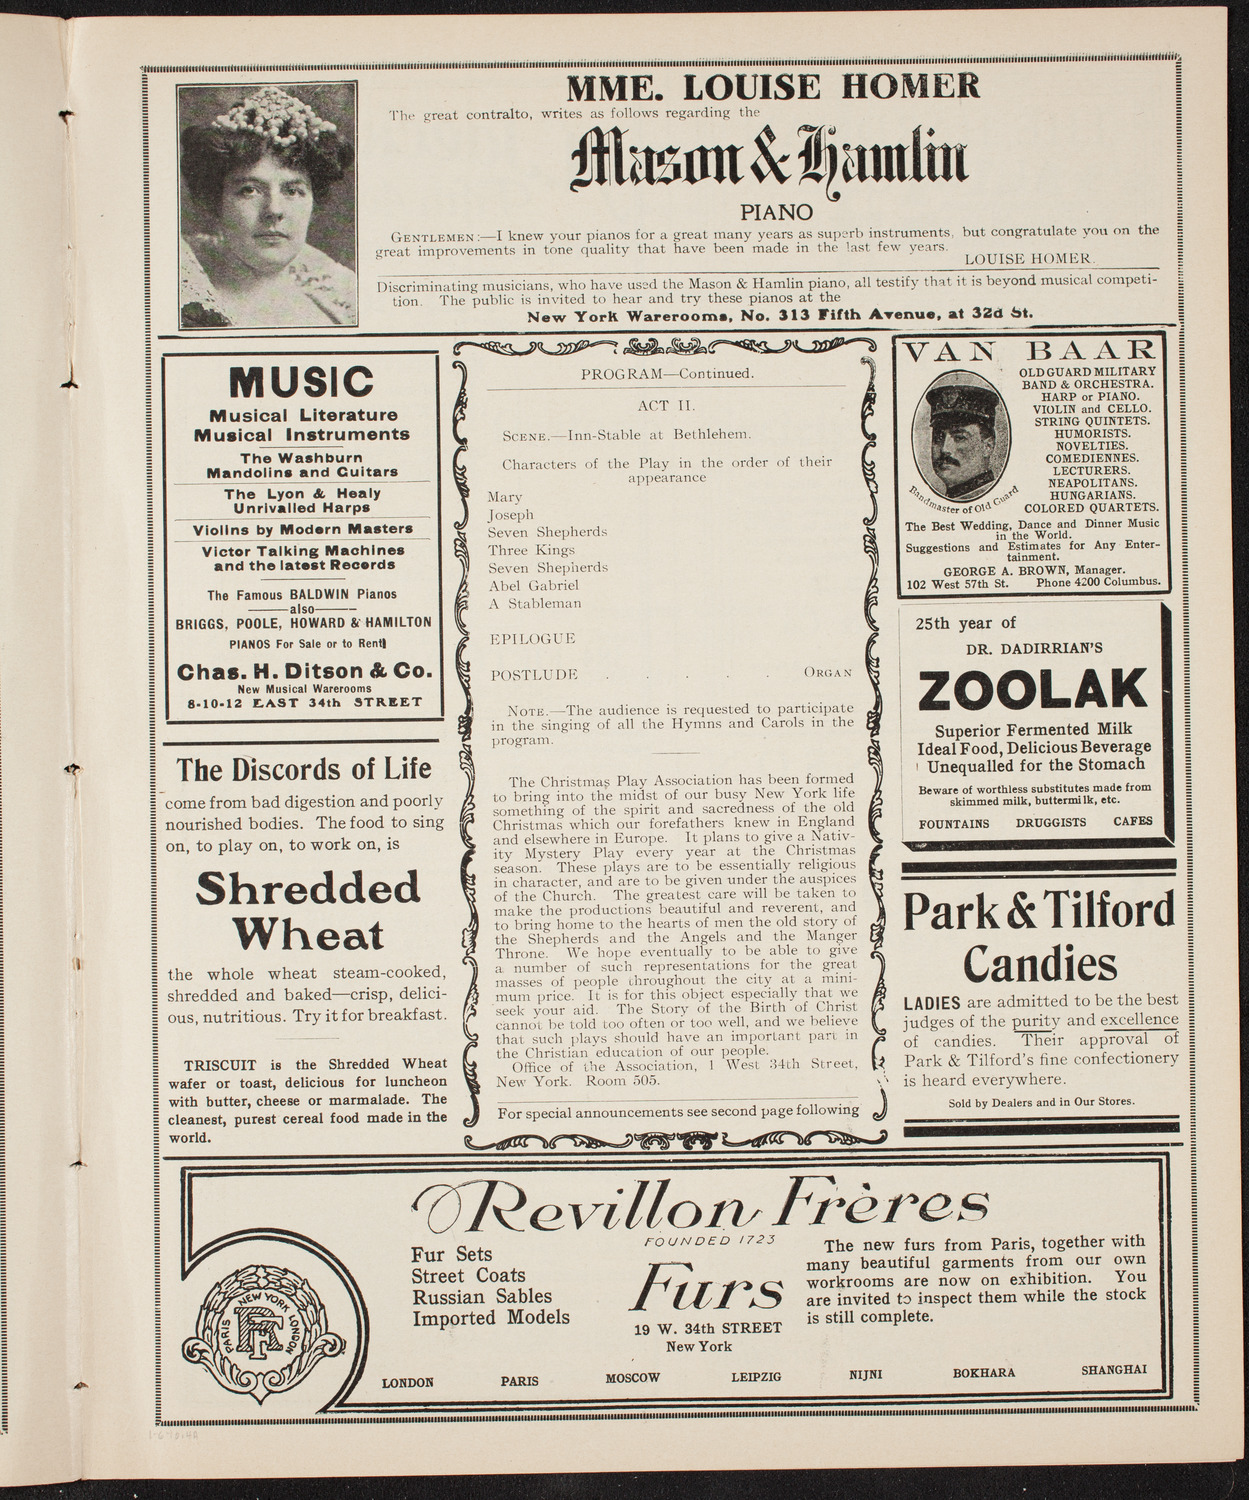 MME. LOUISE HOMER
The great contralto, writes as follows regarding the
Mason & Hamlin
PIANO
GENTLEMEN:—I knew your pianos for a great many years as superb instruments, but congratulate you on the
great improvements in tone quality that have been made in the last few years.
LOUISE HOMER.
Discriminating musicians, who have used the Mason & Hamlin piano, all testify that it is beyond musical competi-
tion. The public is invited to hear and try these pianos at the
New York Warerooms, No. 313 Fifth Avenue, at 32d St.
MUSIC
Musical Literature
Musical Instruments
The Washburn
Mandolins and Guitars
The Lyon & Healy
Unrivalled Harps
Violins by Modern Masters
Victor Talking Machines
and the latest Records
The Famous BALDWIN Pianos
also
BRIGGS, POOLE, HOWARD & HAMILTON
PIANOS For Sale or to Rent
Chas. H. Ditson & Co.
New Musical Warerooms
8-10-12 EAST 34th STREET
The Discords of Life
come from bad digestion and poorly
nourished bodies. The food to sing
on, to play on, to work on, is
Shredded
Wheat
the whole wheat steam-cooked,
shredded and baked—crisp, delici-
ous, nutritious. Try it for breakfast.
TRISCUIT is the Shredded Wheat
wafer or toast, delicious for luncheon
with butter, cheese or marmalade. The
cleanest, purest cereal food made in the
world.
PROGRAM—Continued.
ACT II.
SCENE.—Inn-Stable at Bethlehem.
Characters of the Play in the order of their
appearance
Mary
Joseph
Seven Shepherds
Three Kings
Seven Shepherds
Abel Gabriel
A Stableman
EPILOGUE
POSTLUDE . . . . . ORGAN
NOTE.—The audience is requested to participate
in the singing of all the Hymns and Carols in the
program.
The Christmas Play Association has been formed
to bring into the midst of our busy New York life
something of the spirit and sacredness of the old
Christmas which our forefathers knew in England
and elsewhere in Europe. It plans to give a Nativ-
ity Mystery Play every year at the Christmas
season. These plays are to be essentially religious
in character, and are to be given under the auspices
of the Church. The greatest care will be taken to
make the productions beautiful and reverent, and
to bring home to the hearts of men the old story of
the Shepherds and the Angels and the Manger
Throne. We hope eventually to be able to give
a number of such representations for the great
masses of people throughout the city at a mini-
mum price. It is for this object especially that we
seek your aid. The Story of the Birth of Christ
cannot be told too often or too well, and we believe
that such plays should have an important part in
the Christian education of our people.
Office of the Association, 1 West 34th Street,
New York. Room 505.
For special announcements see second page following
VAN BAAR
OLD GUARD MILITARY
BAND & ORCHESTRA.
HARP or PIANO.
VIOLIN and CELLO.
STRING QUINTETS.
HUMORISTS.
NOVELTIES.
COMEDIENNES.
LECTURERS.
NEAPOLITANS.
HUNGARIANS.
COLORED QUARTETS.
Bandmaster of Old Guard
The Best Wedding, Dance and Dinner Music
in the World.
Suggestions and Estimates for Any Enter-
tainment.
GEORGE A. BROWN, Manager.
102 West 57th St. Phone 4200 Columbus.
25th year of
DR. DADIRRIAN'S
ZOOLAK
Superior Fermented Milk
Ideal Food, Delicious Beverage
Unequalled for the Stomach
Beware of worthless substitutes made from
skimmed milk, buttermilk, etc.
FOUNTAINS DRUGGISTS CAFES
Park & Tilford
Candies
LADIES are admitted to be the best
judges of the purity and excellence
of candies. Their approval of
Park & Tilford's fine confectionery
is heard everywhere.
Sold by Dealers and in Our Stores.
Revillon Frères
FOUNDED 1723
Fur Sets
Street Coats
Russian Sables
Imported Models
Furs
19 W. 34th STREET
New York
The new furs from Paris, together with
many beautiful garments from our own
workrooms are now on exhibition. You
are invited to inspect them while the stock
is still complete.
PARIS NEW YORK LONDON
RF
LONDON PARIS MOSCOW LEIPZIG NIJNI BOKHARA SHANGHAI